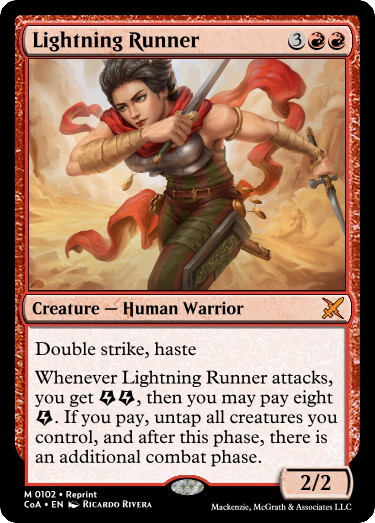 Lightning Runner 3
Creature — Human Warrior
Double strike, haste
Whenever Lightning Runner attacks,
you get , then you may pay eight
. If you pay, untap all creatures you
control, and after this phase, there is
an additional combat phase.
2/2
M 0102 • Reprint
CoA • EN Ricardo Rivera
Mackenzie, McGrath & Associates LLC